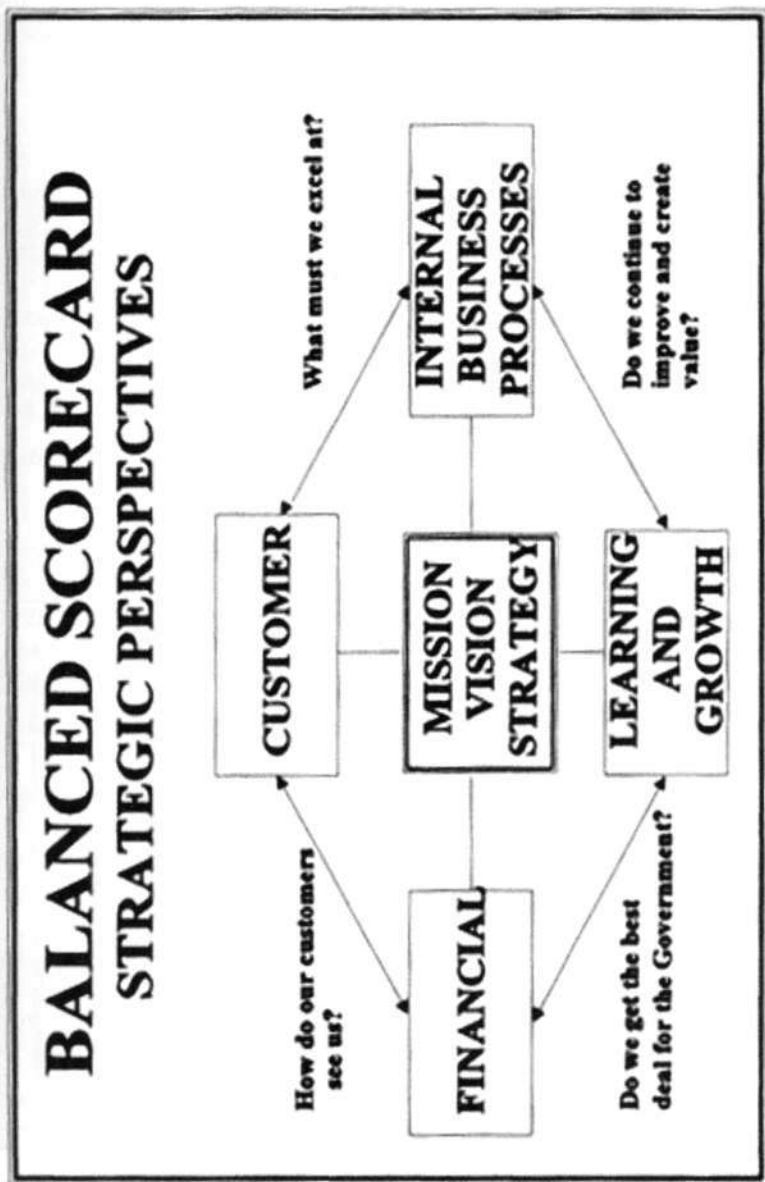 BALANCED SCORECARD
STRATEGIC PERSPECTIVES
How do our customers
see us?
CUSTOMER
What must we excel at?
FINANCIAL
MISSION
VISION
STRATEGY
INTERNAL
BUSINESS
PROCESSES
Do we get the best
deal for the Government?
LEARNING
AND
GROWTH
Do we continue to
improve and create
value?